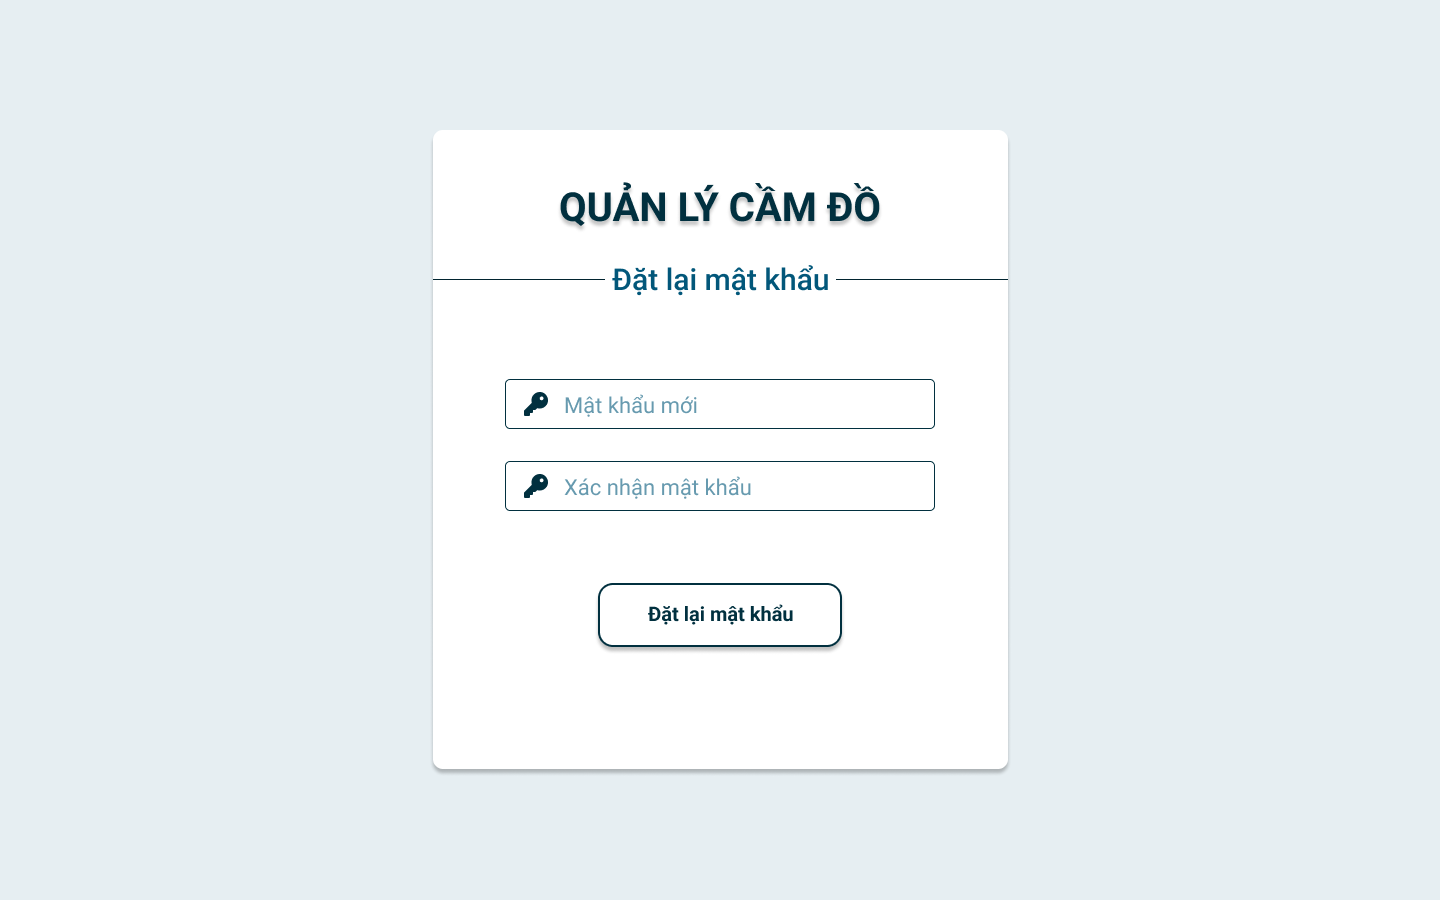 QUẢN LÝ CẦM ĐỒ
Đặt lại mật khẩu
Mật khẩu mới
Xác nhận mật khẩu
Đặt lại mật khẩu